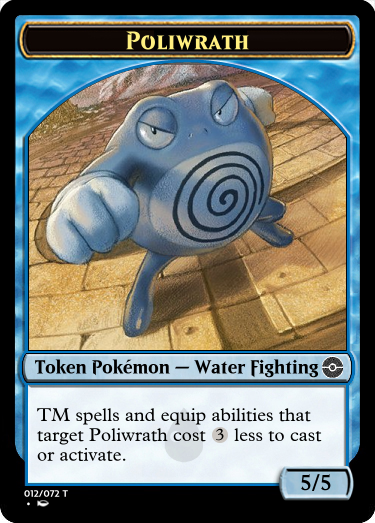 Poliwrath
Token Pokémon — Water Fighting
TM spells and equip abilities that
target Poliwrath cost 3 less to cast
or activate.
5/5
012/072 T